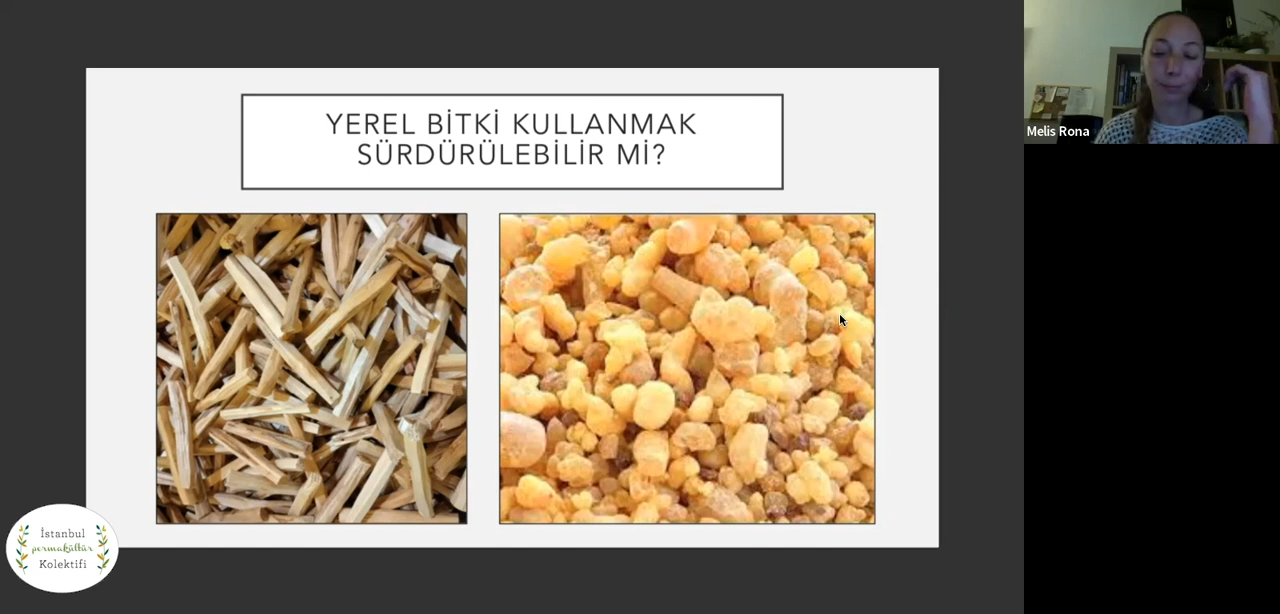 YEREL BİTKİ KULLANMAK
SÜRDÜRÜLEBİLİR Mİ?
Melis Rona
İstanbul
permakültür
Kolektifi